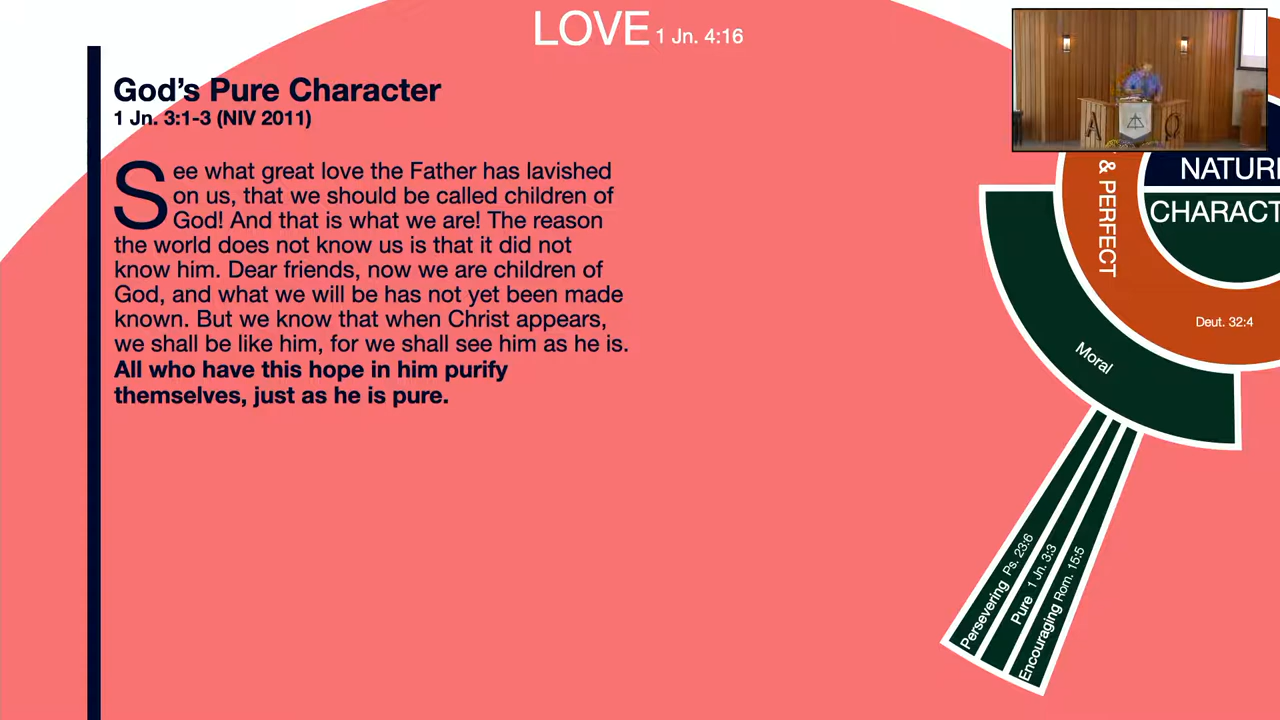 LOVE 1 Jn. 4:16
God’s Pure Character
1 Jn. 3:1-3 (NIV 2011)
See what great love the Father has lavished
on us, that we should be called children of
God! And that is what we are! The reason
the world does not know us is that it did not
know him. Dear friends, now we are children of
God, and what we will be has not yet been made
known. But we know that when Christ appears,
we shall be like him, for we shall see him as he is.
All who have this hope in him purify
themselves, just as he is pure.
NATUR
CHARACT
& PERFECT
Deut. 32:4
Moral
Persevering Ps. 23:6
Pure 1 Jn. 3:3
Encouraging Rom. 15:5
A Ω